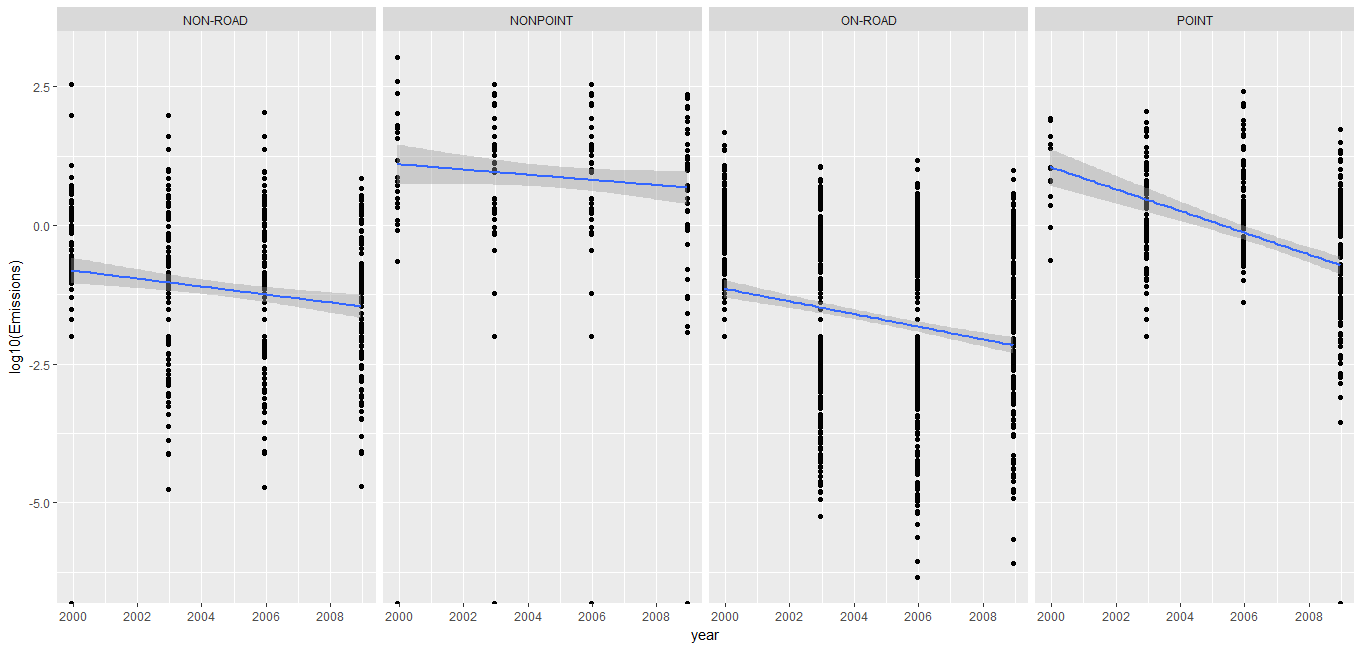 NON-ROAD NONPOINT ON-ROAD POINT
2.5
0.0
-2.5
-5.0
log10(Emissions)
2000 2002 2004 2006 2008 2000 2002 2004 2006 2008 2000 2002 2004 2006 2008 2000 2002 2004 2006 2008
year